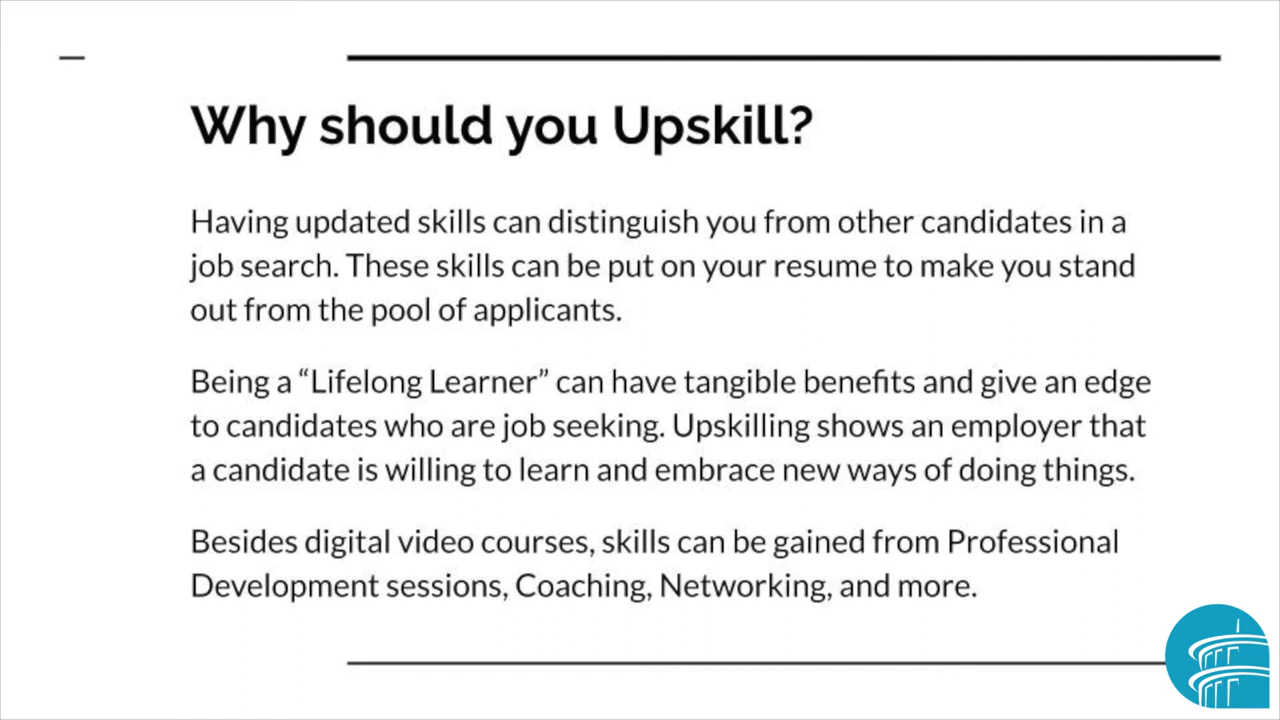 Why should you Upskill?
Having updated skills can distinguish you from other candidates in a
job search. These skills can be put on your resume to make you stand
out from the pool of applicants.
Being a “Lifelong Learner” can have tangible benefits and give an edge
to candidates who are job seeking. Upskilling shows an employer that
a candidate is willing to learn and embrace new ways of doing things.
Besides digital video courses, skills can be gained from Professional
Development sessions, Coaching, Networking, and more.